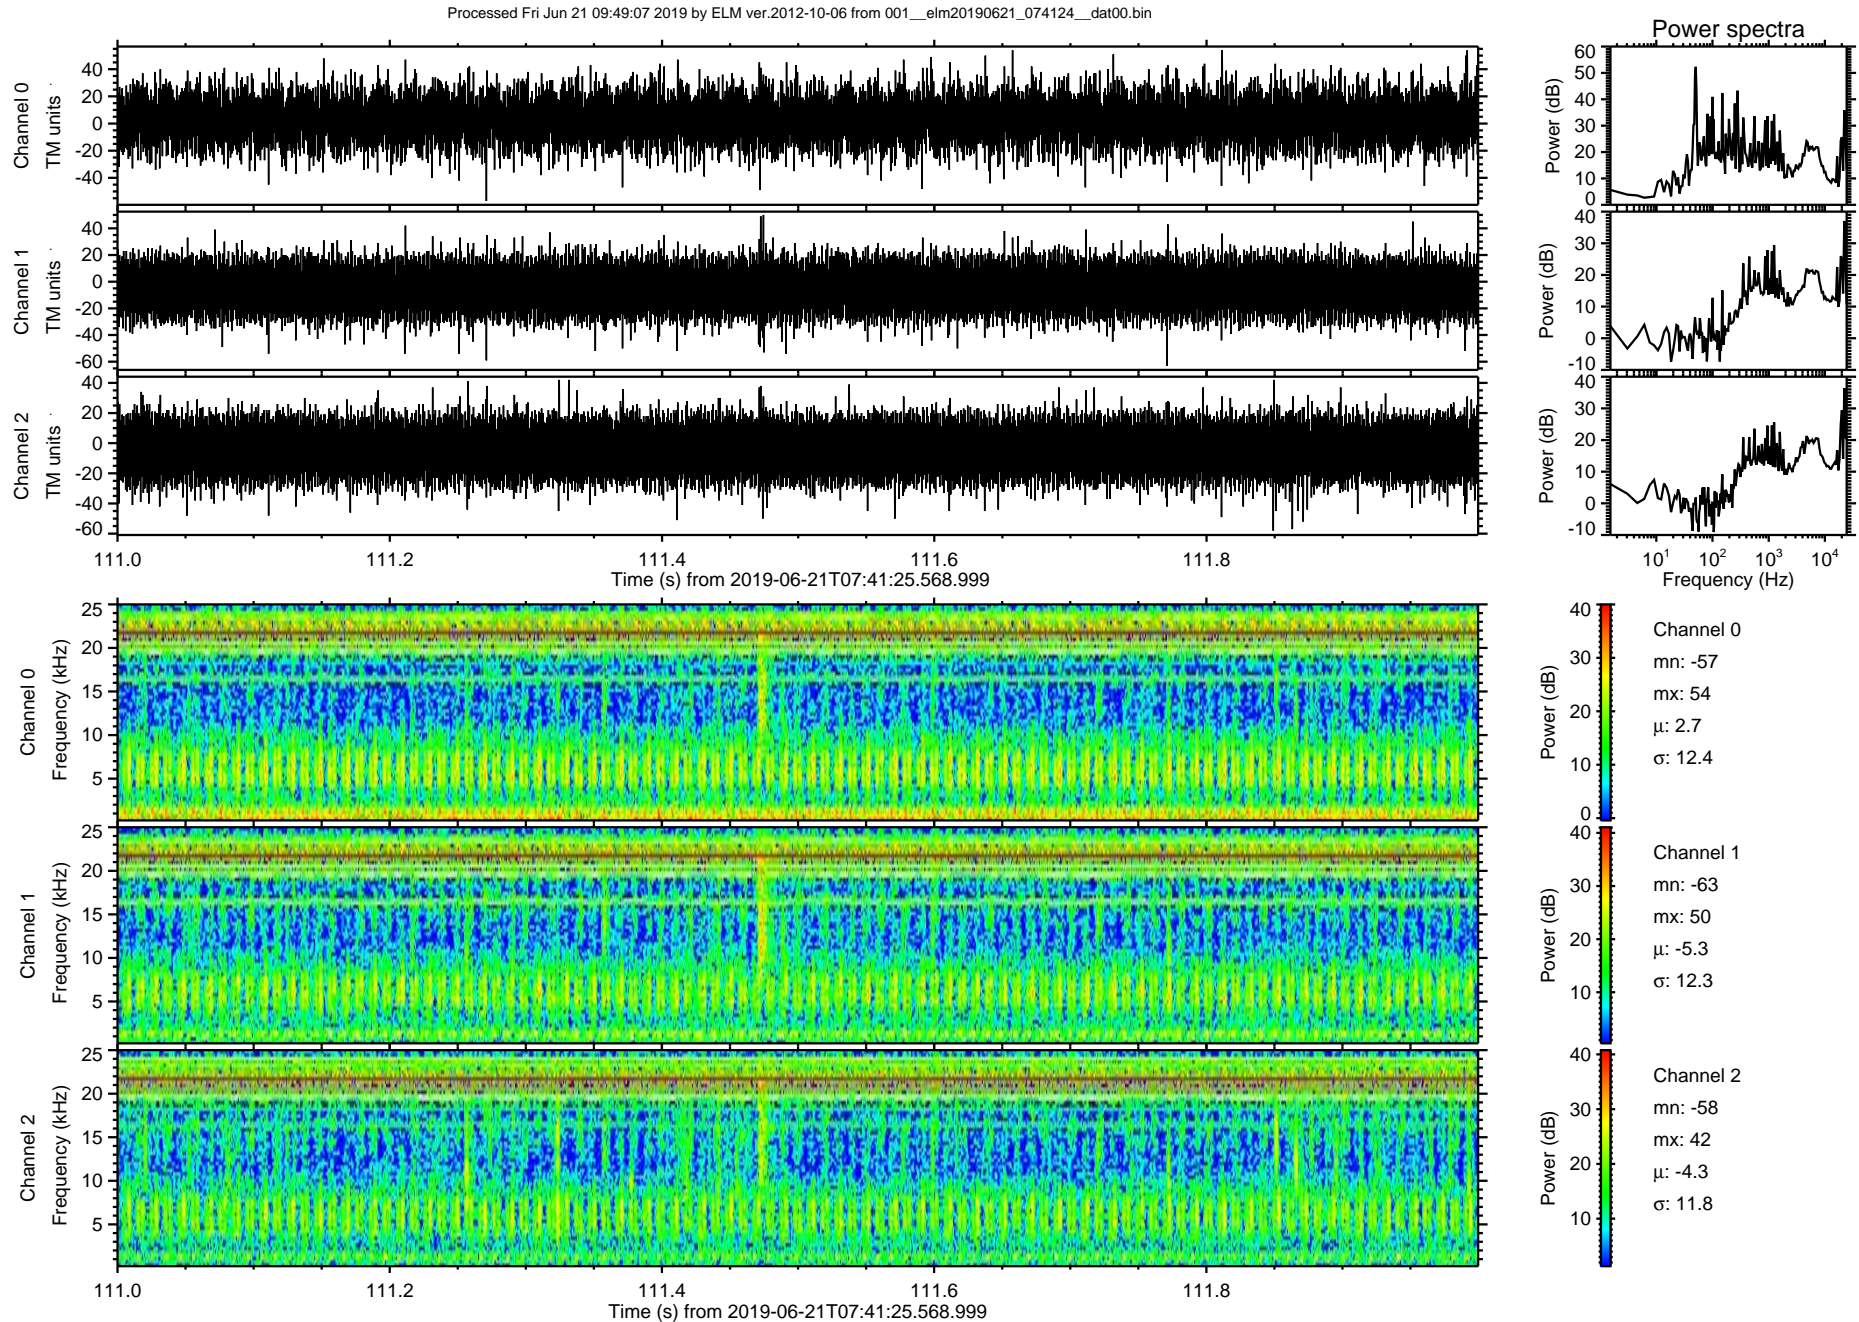 Processed Fri Jun 21 09:49:07 2019 by ELM ver.2012-10-06 from 001__elm20190621_074124__dat00.bin
Power spectra
Channel 0
TM units
40
20
0
-20
-40
Power (dB)
60
50
40
30
20
10
0
Channel 1
TM units
40
20
0
-20
-40
-60
Power (dB)
40
30
20
10
0
-10
Channel 2
TM units
40
20
0
-20
-40
-60
Power (dB)
40
30
20
10
0
-10
111.0 111.2 111.4 111.6 111.8
Time (s) from 2019-06-21T07:41:25.568.999
10¹ 10² 10³ 10⁴
Frequency (Hz)
Channel 0
Frequency (kHz)
25
20
15
10
5
Power (dB)
40
30
20
10
0
Channel 0
mn: -57
mx: 54
μ: 2.7
σ: 12.4
Channel 1
Frequency (kHz)
25
20
15
10
5
Power (dB)
40
30
20
10
Channel 1
mn: -63
mx: 50
μ: -5.3
σ: 12.3
Channel 2
Frequency (kHz)
25
20
15
10
5
Power (dB)
40
30
20
10
Channel 2
mn: -58
mx: 42
μ: -4.3
σ: 11.8
111.0 111.2 111.4 111.6 111.8
Time (s) from 2019-06-21T07:41:25.568.999